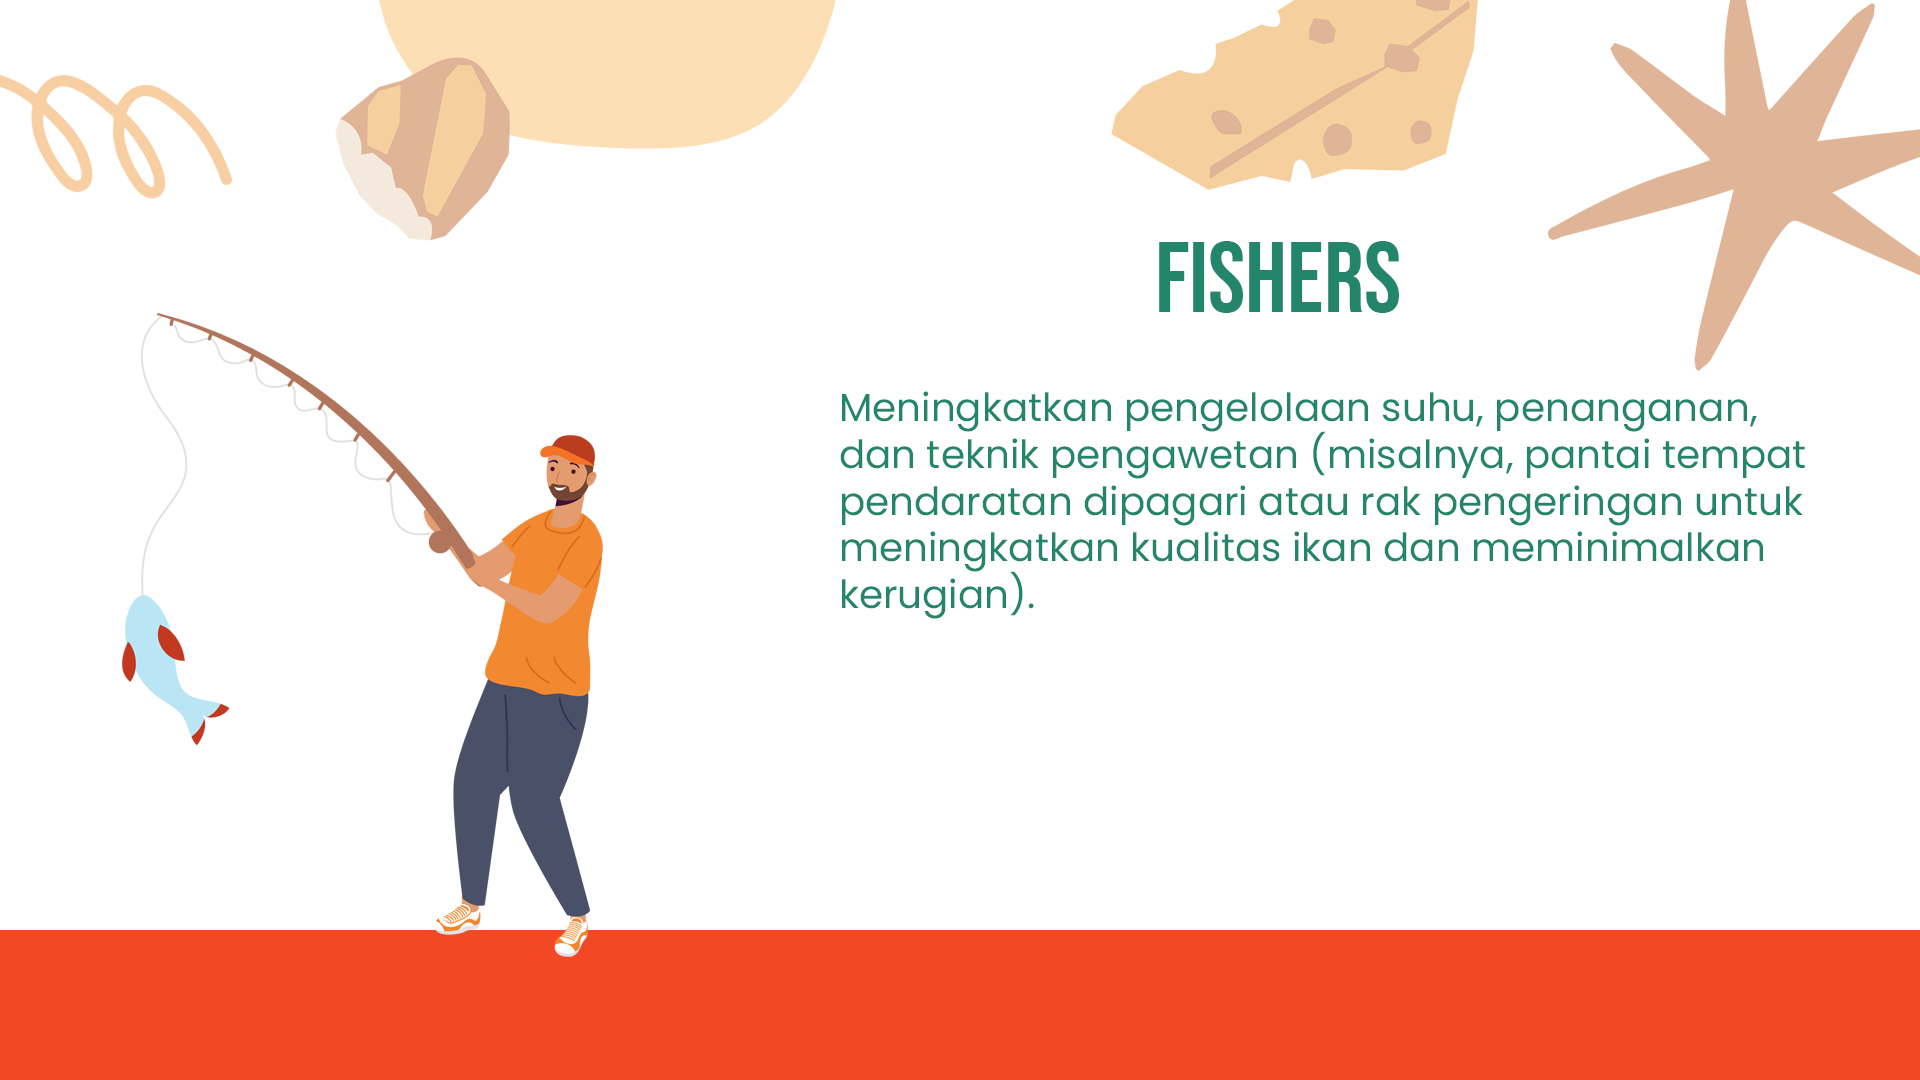 FISHERS
Meningkatkan pengelolaan suhu, penanganan,
dan teknik pengawetan (misalnya, pantai tempat
pendaratan dipagari atau rak pengeringan untuk
meningkatkan kualitas ikan dan meminimalkan
kerugian).